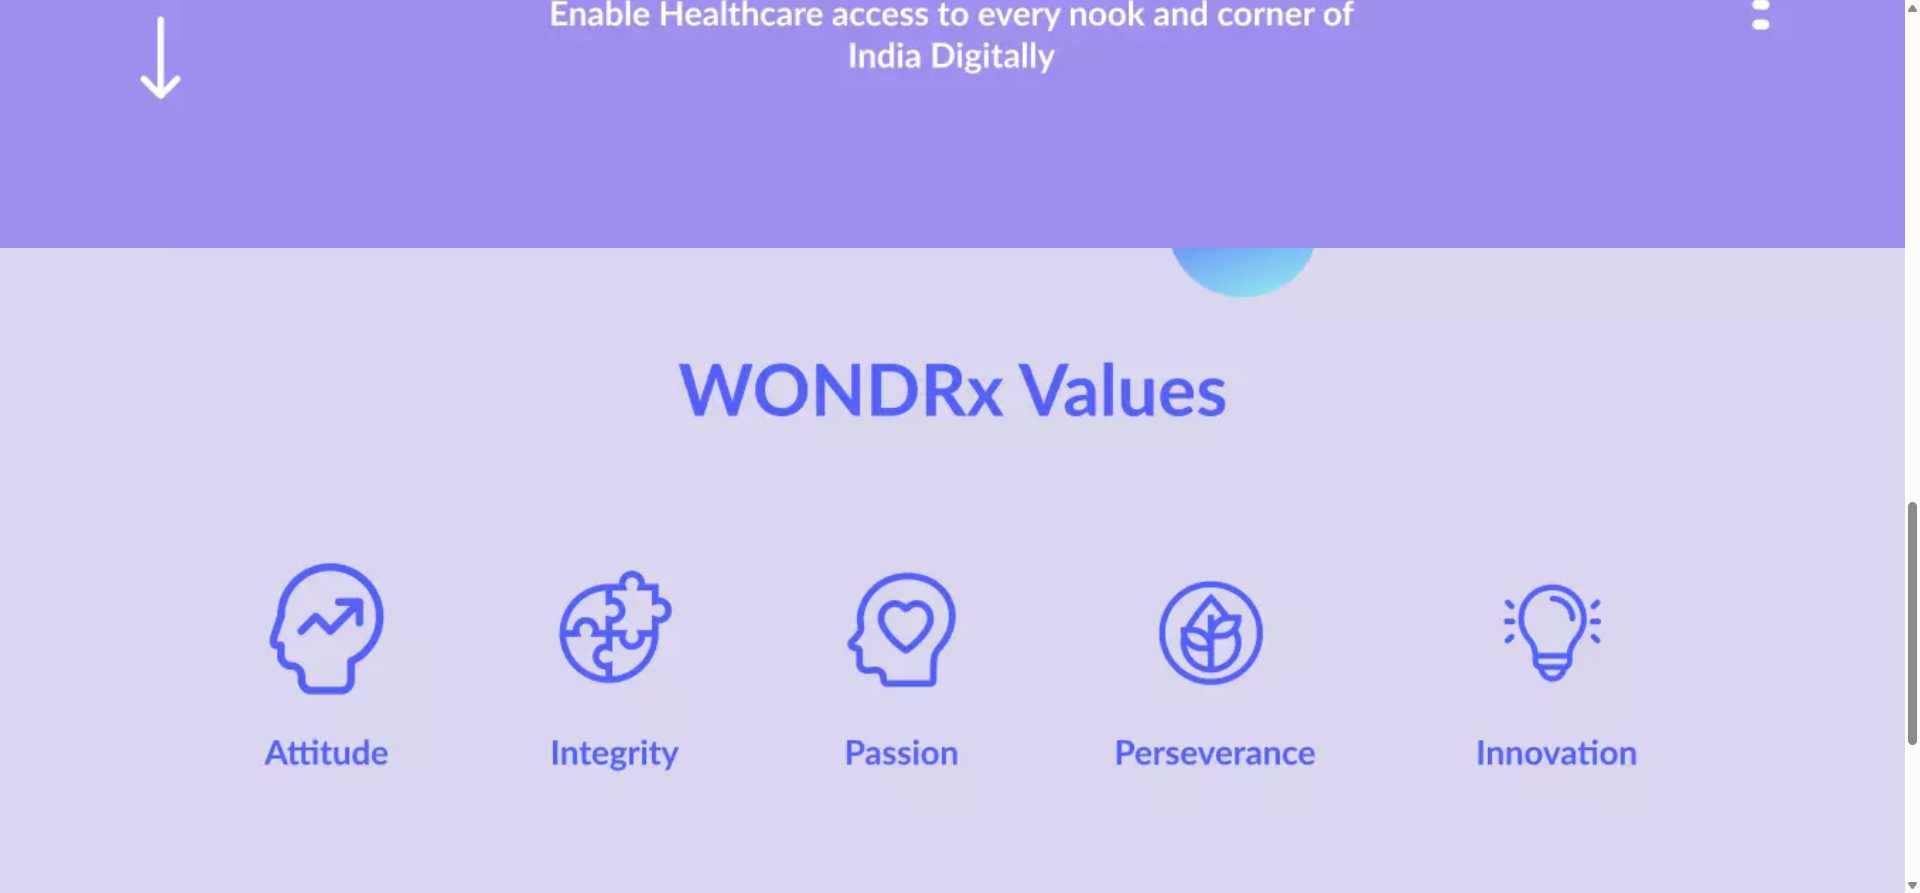 Enable Healthcare access to every nook and corner of
India Digitally
WONDRx Values
Attitude
Integrity
Passion
Perseverance
Innovation